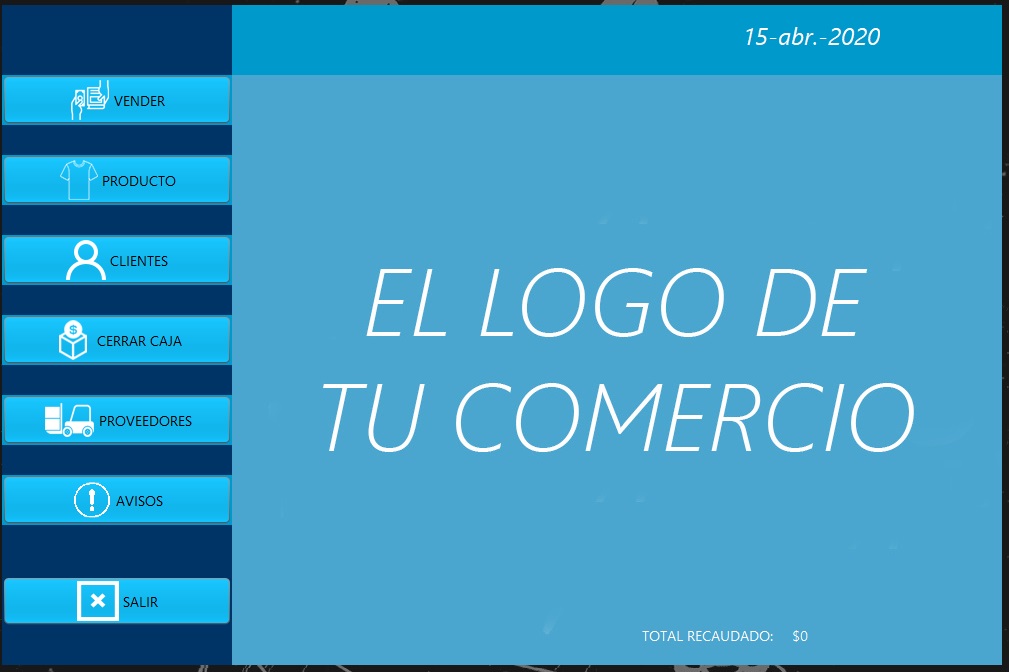 15-abr.-2020
VENDER
PRODUCTO
CLIENTES
$
CERRAR CAJA
PROVEEDORES
AVISOS
SALIR
EL LOGO DE
TU COMERCIO
TOTAL RECAUDADO: $0